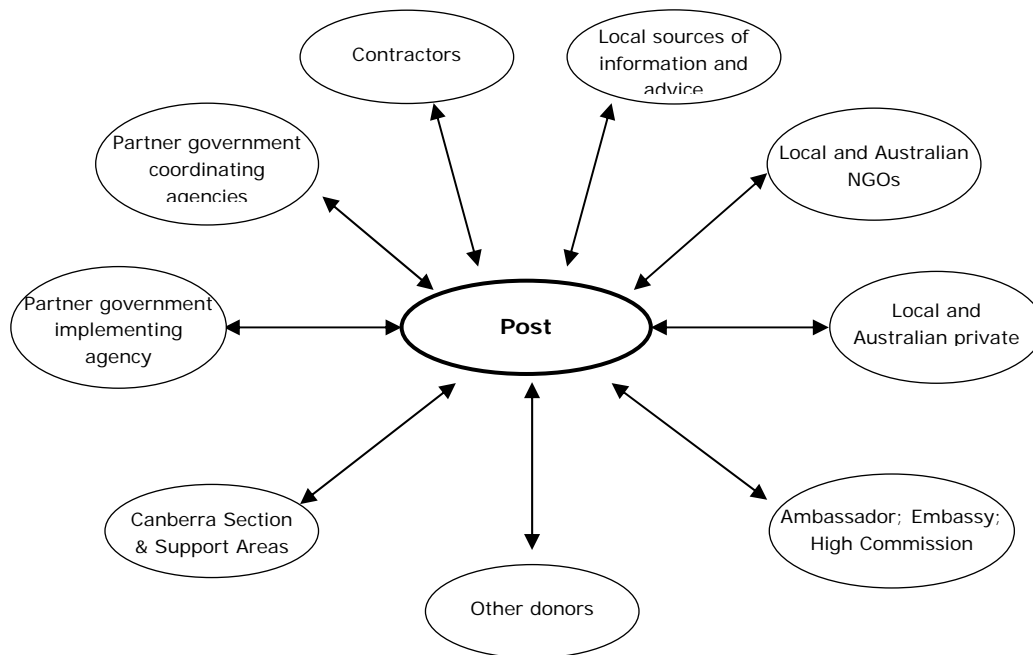 Contractors
Local sources of
information and
advice
Partner government
coordinating
agencies
Local and Australian
NGOs
Partner government
implementing
agency
Post
Local and
Australian private
Canberra Section
& Support Areas
Ambassador; Embassy;
High Commission
Other donors